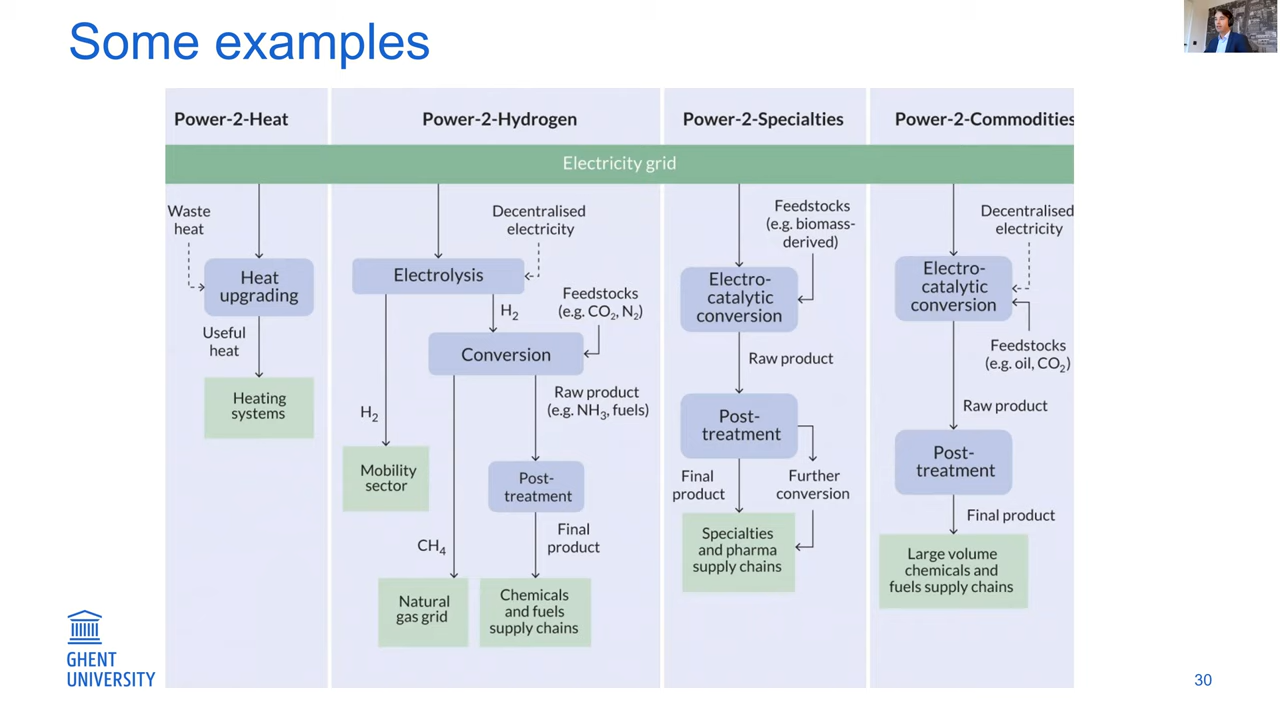 Some examples
Power-2-Heat
Power-2-Hydrogen
Power-2-Specialties
Power-2-Commodities
Electricity grid
Waste
heat
Heat
upgrading
Useful
heat
Heating
systems
Decentralised
electricity
Electrolysis
H₂
Feedstocks
(e.g. CO₂, N₂)
Conversion
H₂
Raw product
(e.g. NH₃, fuels)
Mobility
sector
Post-
treatment
CH₄
Final
product
Natural
gas grid
Chemicals
and fuels
supply chains
Feedstocks
(e.g. biomass-
derived)
Electro-
catalytic
conversion
Raw product
Post-
treatment
Final
product
Further
conversion
Specialties
and pharma
supply chains
Decentralised
electricity
Electro-
catalytic
conversion
Feedstocks
(e.g. oil, CO₂)
Raw product
Post-
treatment
Final product
Large volume
chemicals and
fuels supply chains
GHENT
UNIVERSITY
30